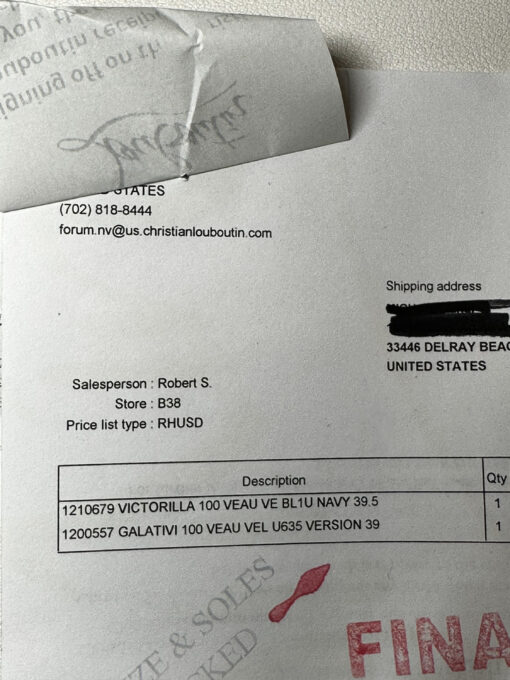 STATES
(702) 818-8444
forum.nv@us.christianlouboutin.com
Shipping address
33446 DELRAY BEAC
UNITED STATES
Salesperson : Robert S.
Store : B38
Price list type : RHUSD
Description Qty
1210679 VICTORILLA 100 VEAU VE BL1U NAVY 39.5 1
1200557 GALATIVI 100 VEAU VEL U635 VERSION 39 1
& SOLES
FINA